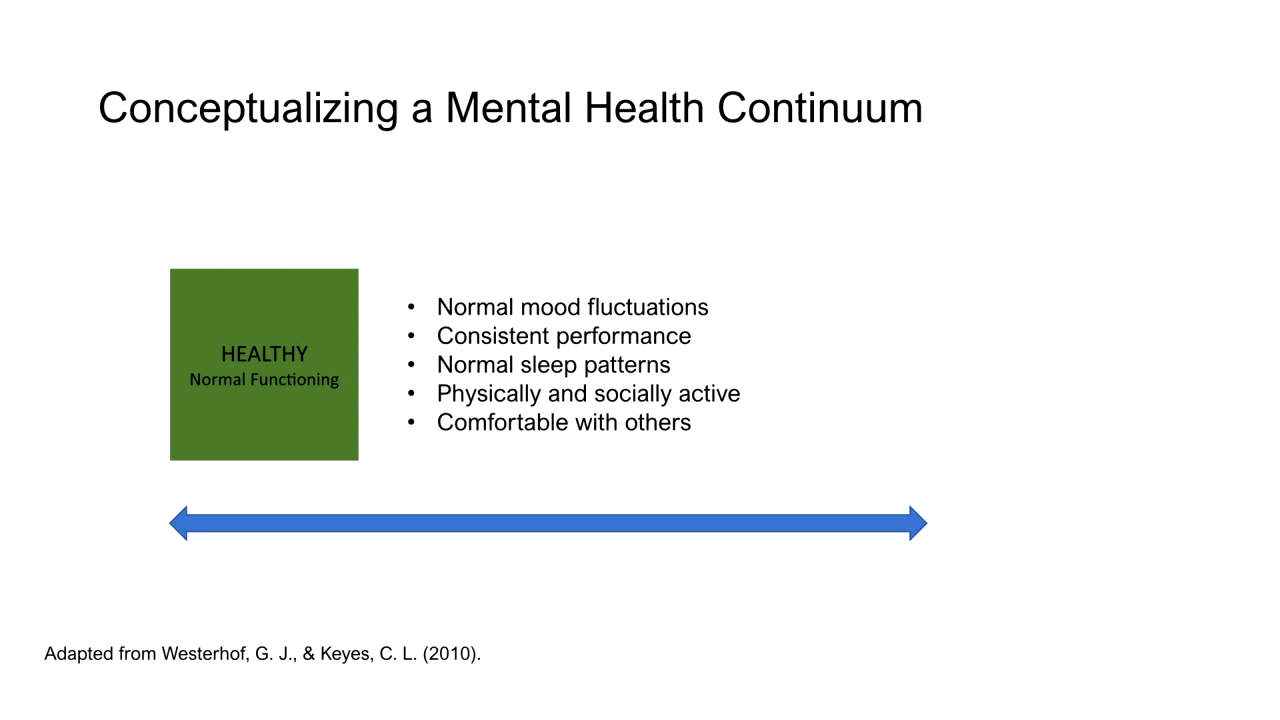 Conceptualizing a Mental Health Continuum
HEALTHY
Normal Functioning
• Normal mood fluctuations
• Consistent performance
• Normal sleep patterns
• Physically and socially active
• Comfortable with others
Adapted from Westerhof, G. J., & Keyes, C. L. (2010).